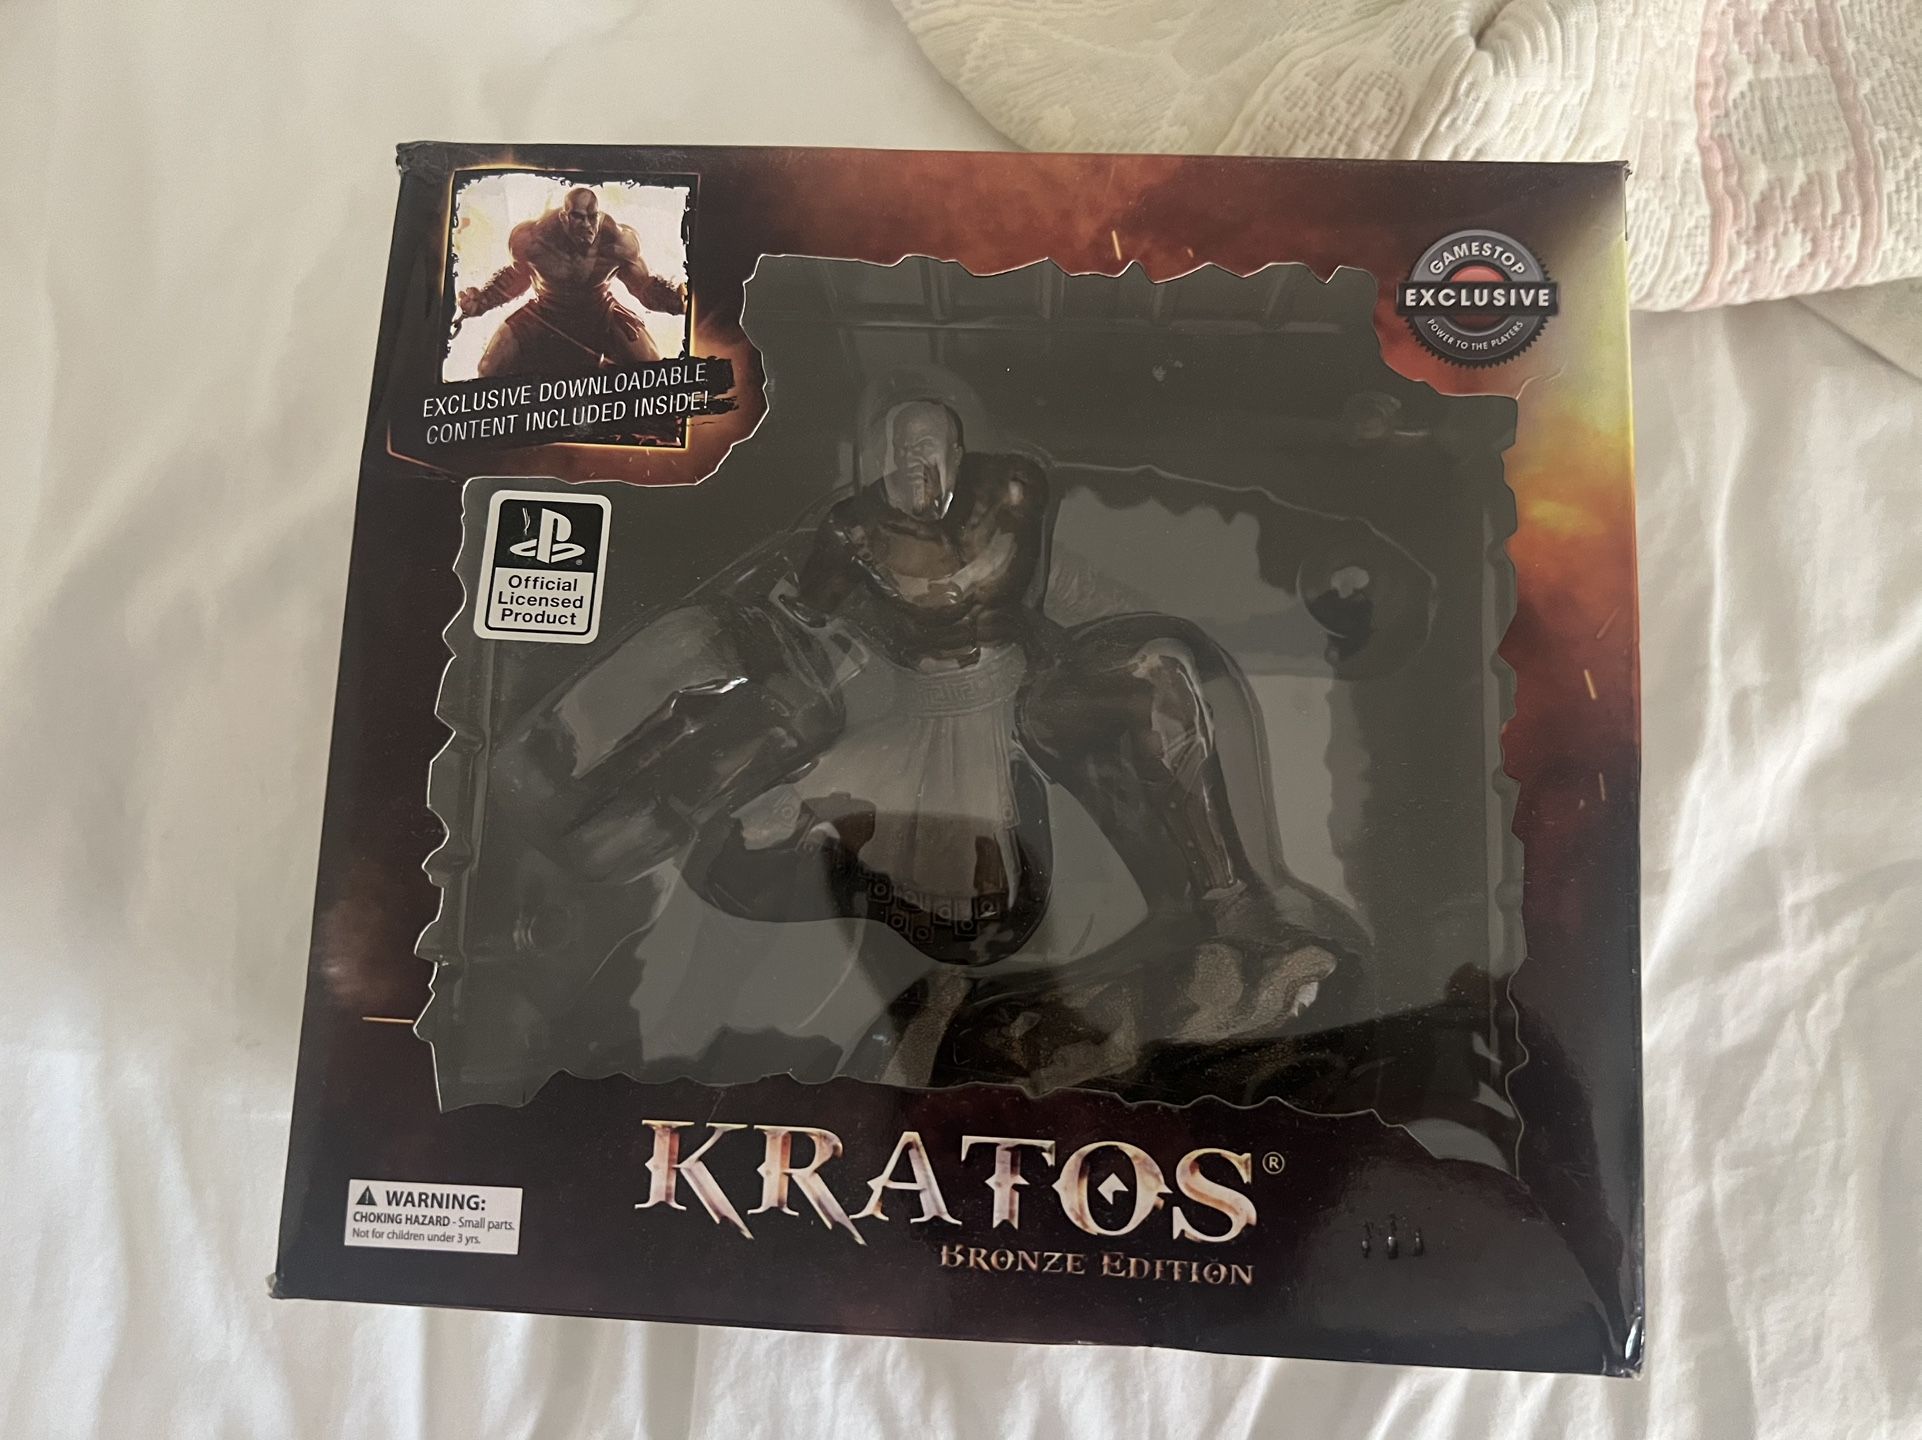 EXCLUSIVE DOWNLOADABLE
CONTENT INCLUDED INSIDE!
GAMESTOP
EXCLUSIVE
POWER TO THE PLAYERS
Official
Licensed
Product
KRATOS®
BRONZE EDITION
WARNING:
CHOKING HAZARD - Small parts.
Not for children under 3 yrs.